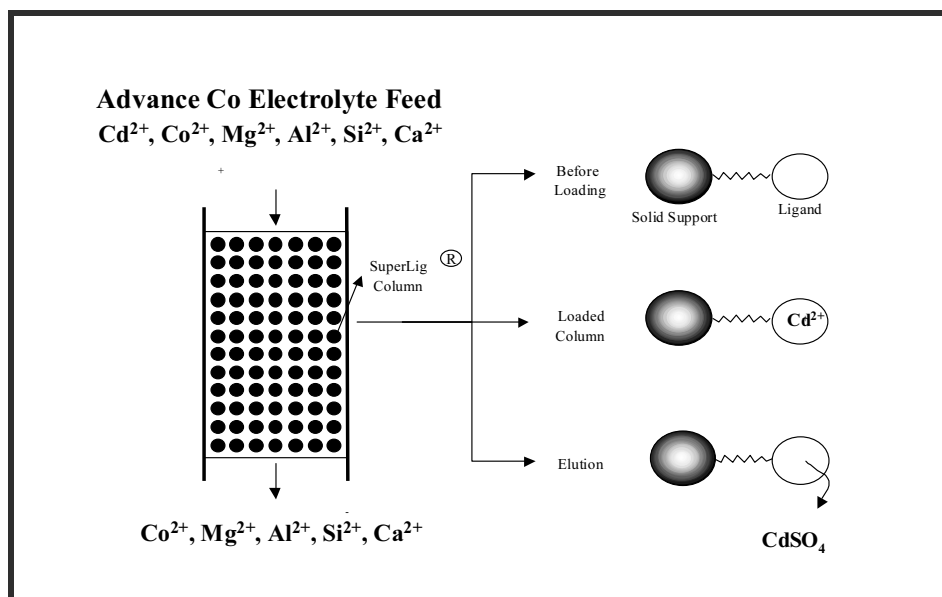 Advance Co Electrolyte Feed
Cd²⁺, Co²⁺, Mg²⁺, Al²⁺, Si²⁺, Ca²⁺
+
SuperLig ®
Column
Before
Loading
Solid Support
Ligand
Loaded
Column
Cd²⁺
Elution
CdSO₄
Co²⁺, Mg²⁺, Al²⁺, Si²⁺, Ca²⁺